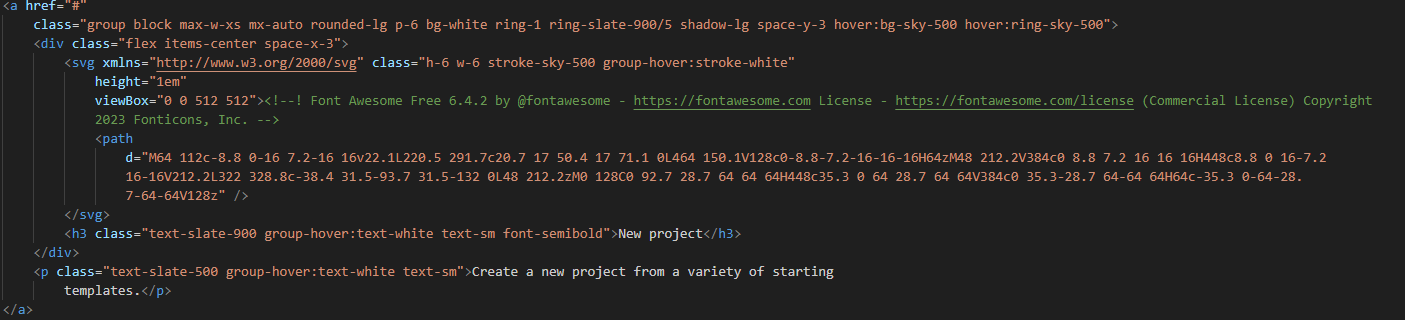 <a href="#"
class="group block max-w-xs mx-auto rounded-lg p-6 bg-white ring-1 ring-slate-900/5 shadow-lg space-y-3 hover:bg-sky-500 hover:ring-sky-500">
<div class="flex items-center space-x-3">
<svg xmlns="http://www.w3.org/2000/svg" class="h-6 w-6 stroke-sky-500 group-hover:stroke-white"
height="1em"
viewBox="0 0 512 512"><!--! Font Awesome Free 6.4.2 by @fontawesome - https://fontawesome.com License - https://fontawesome.com/license (Commercial License) Copyright
2023 Fonticons, Inc. -->
<path
d="M64 112c-8.8 0-16 7.2-16 16v22.1L220.5 291.7c20.7 17 50.4 17 71.1 0L464 150.1V128c0-8.8-7.2-16-16-16H64zM48 212.2V384c0 8.8 7.2 16 16 16H448c8.8 0 16-7.2
16-16V212.2L322 328.8c-38.4 31.5-93.7 31.5-132 0L48 212.2zM0 128C0 92.7 28.7 64 64 64H448c35.3 0 64 28.7 64 64V384c0 35.3-28.7 64-64 64H64c-35.3 0-64-28.
7-64-64V128z" />
</svg>
<h3 class="text-slate-900 group-hover:text-white text-sm font-semibold">New project</h3>
</div>
<p class="text-slate-500 group-hover:text-white text-sm">Create a new project from a variety of starting
templates.</p>
</a>